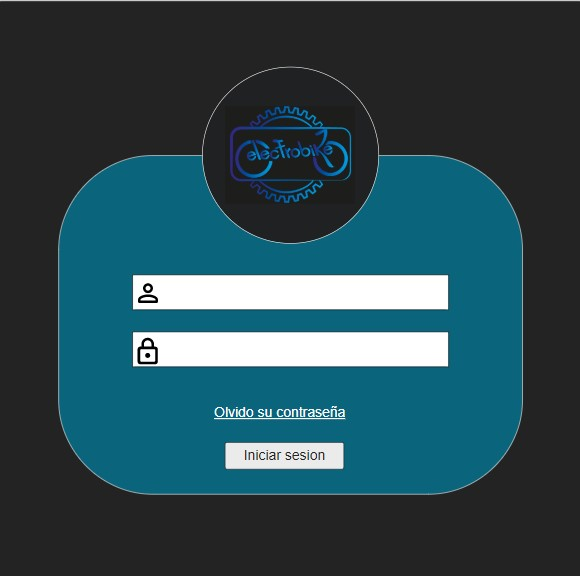 electrobike
Olvido su contraseña
Iniciar sesion